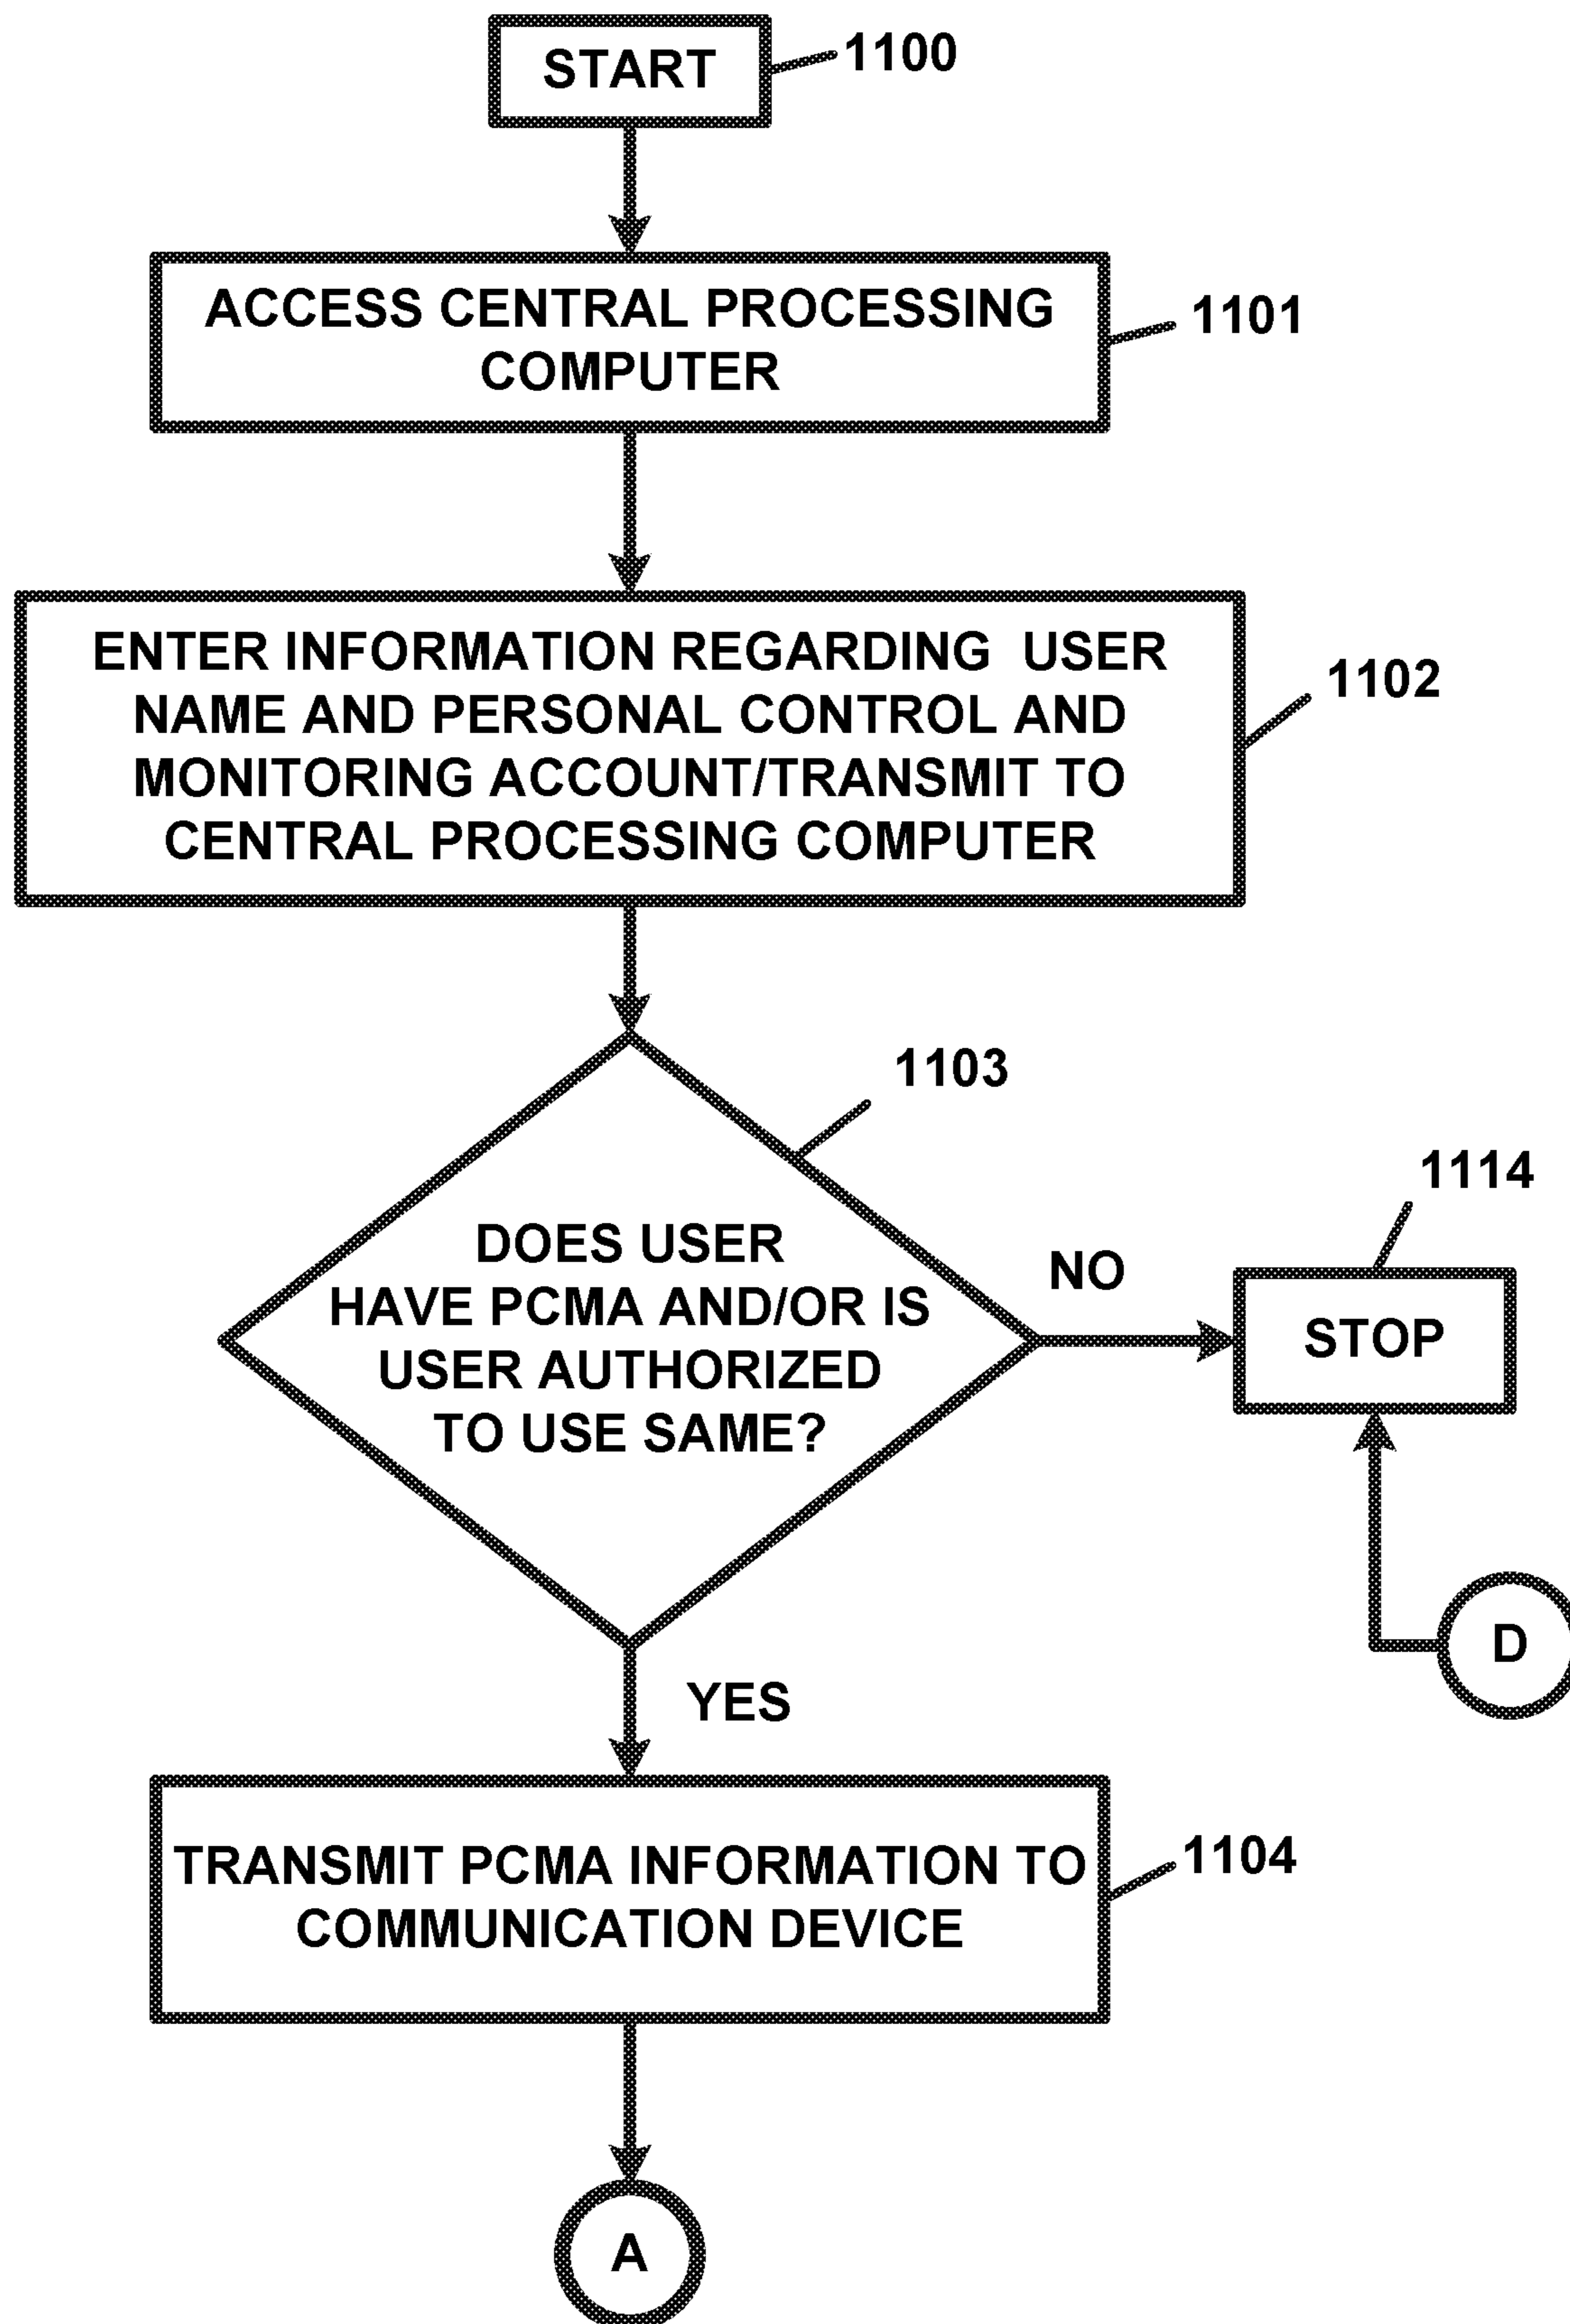 START
1100
ACCESS CENTRAL PROCESSING
COMPUTER
1101
ENTER INFORMATION REGARDING USER
NAME AND PERSONAL CONTROL AND
MONITORING ACCOUNT/TRANSMIT TO
CENTRAL PROCESSING COMPUTER
1102
1103
DOES USER
HAVE PCMA AND/OR IS
USER AUTHORIZED
TO USE SAME?
NO
1114
STOP
D
YES
TRANSMIT PCMA INFORMATION TO
COMMUNICATION DEVICE
1104
A